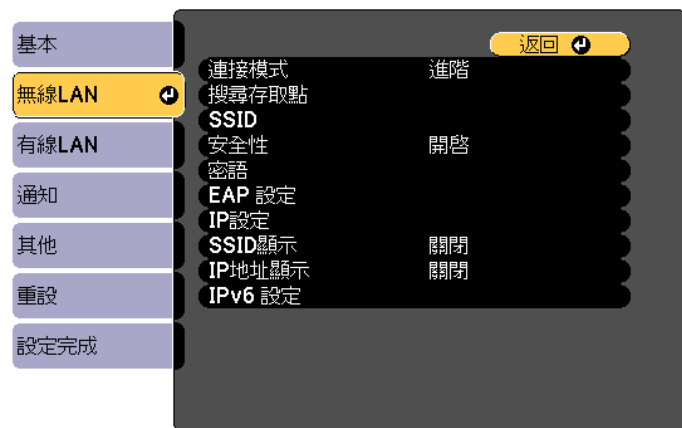 基本
無線LAN
有線LAN
通知
其他
重設
設定完成
返回
連接模式 進階
搜尋存取點
SSID
安全性 開啓
密語
EAP 設定
IP設定
SSID顯示 關閉
IP地址顯示 關閉
IPv6 設定